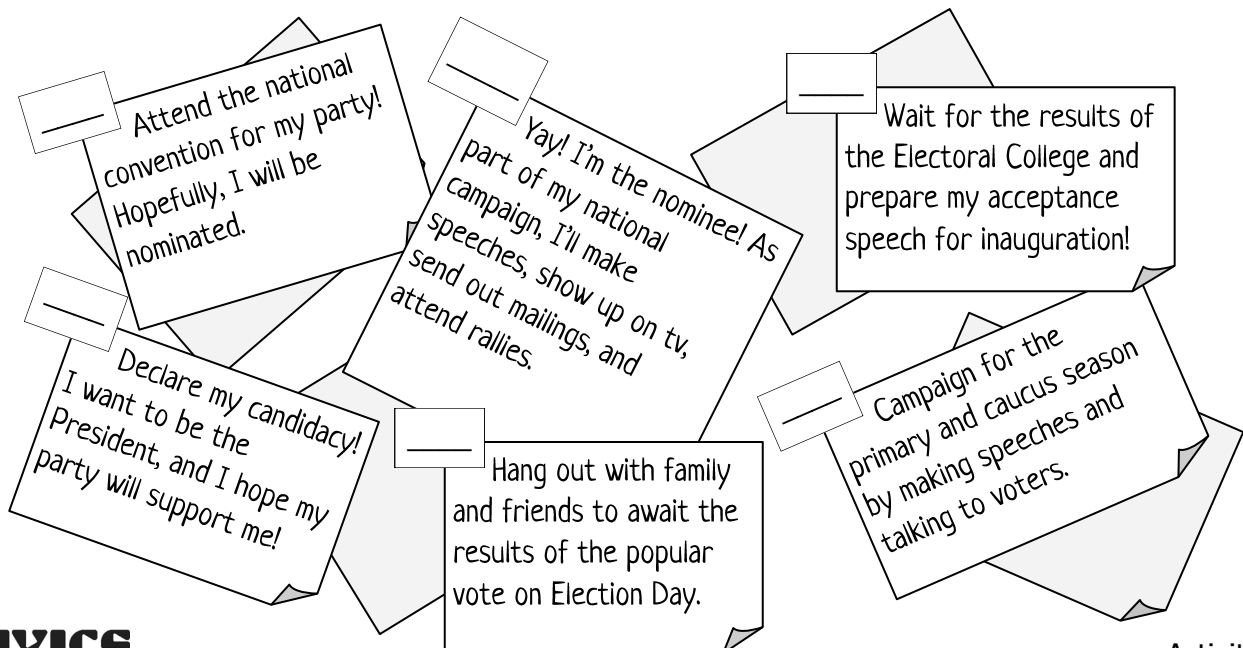 Attend the national
convention for my party!
Hopefully, I will be
nominated.
Yay! I'm the nominee! As
part of my national
campaign, I'll make
speeches, show up on tv,
send out mailings, and
attend rallies.
Wait for the results of
the Electoral College and
prepare my acceptance
speech for inauguration!
Declare my candidacy!
I want to be the
President, and I hope my
party will support me!
Hang out with family
and friends to await the
results of the popular
vote on Election Day.
Campaign for the
primary and caucus season
by making speeches and
talking to voters.